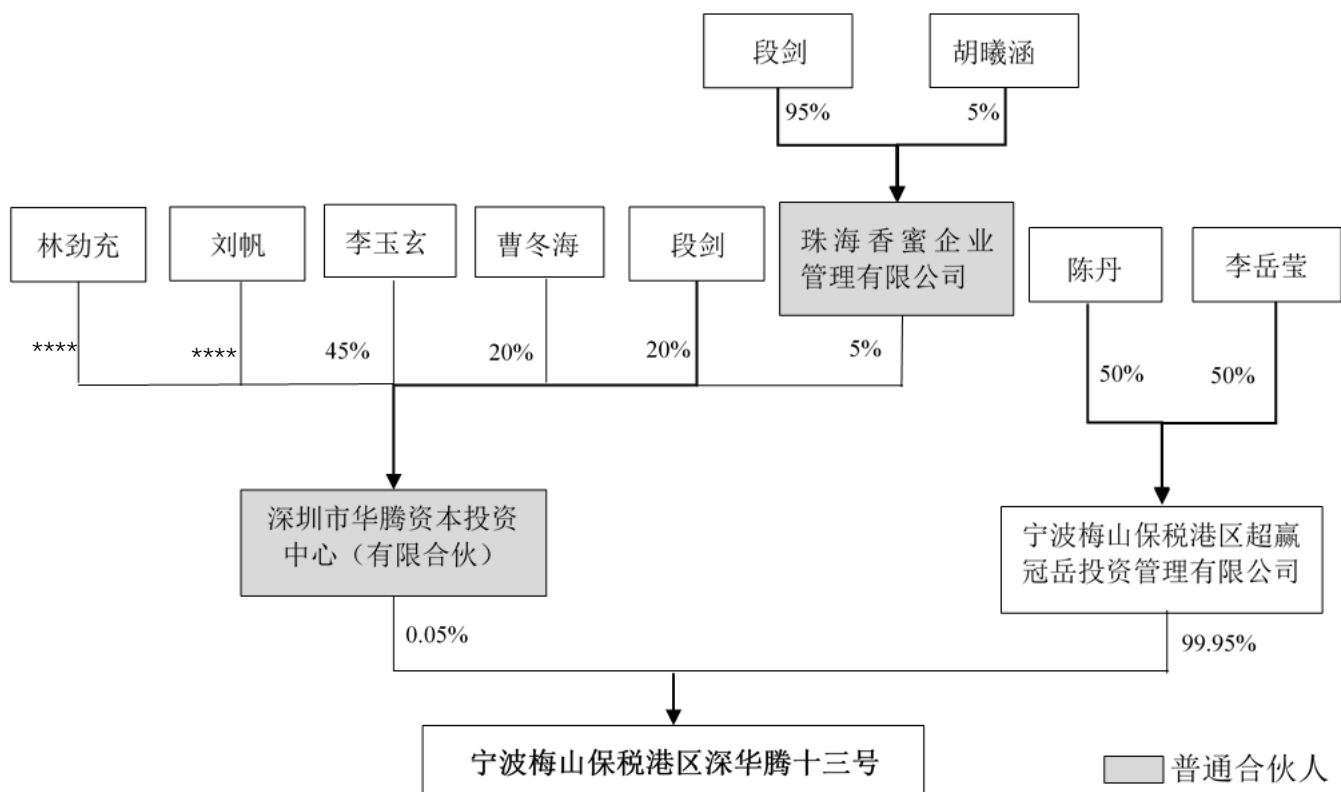 段剑
胡曦涵
95%
5%
林劲充
刘帆
李玉玄
曹冬海
段剑
珠海香蜜企业
管理有限公司
陈丹
李岳莹
****
****
45%
20%
20%
5%
50%
50%
深圳市华腾资本投资
中心（有限合伙）
宁波梅山保税港区超赢
冠岳投资管理有限公司
0.05%
99.95%
宁波梅山保税港区深华腾十三号
普通合伙人